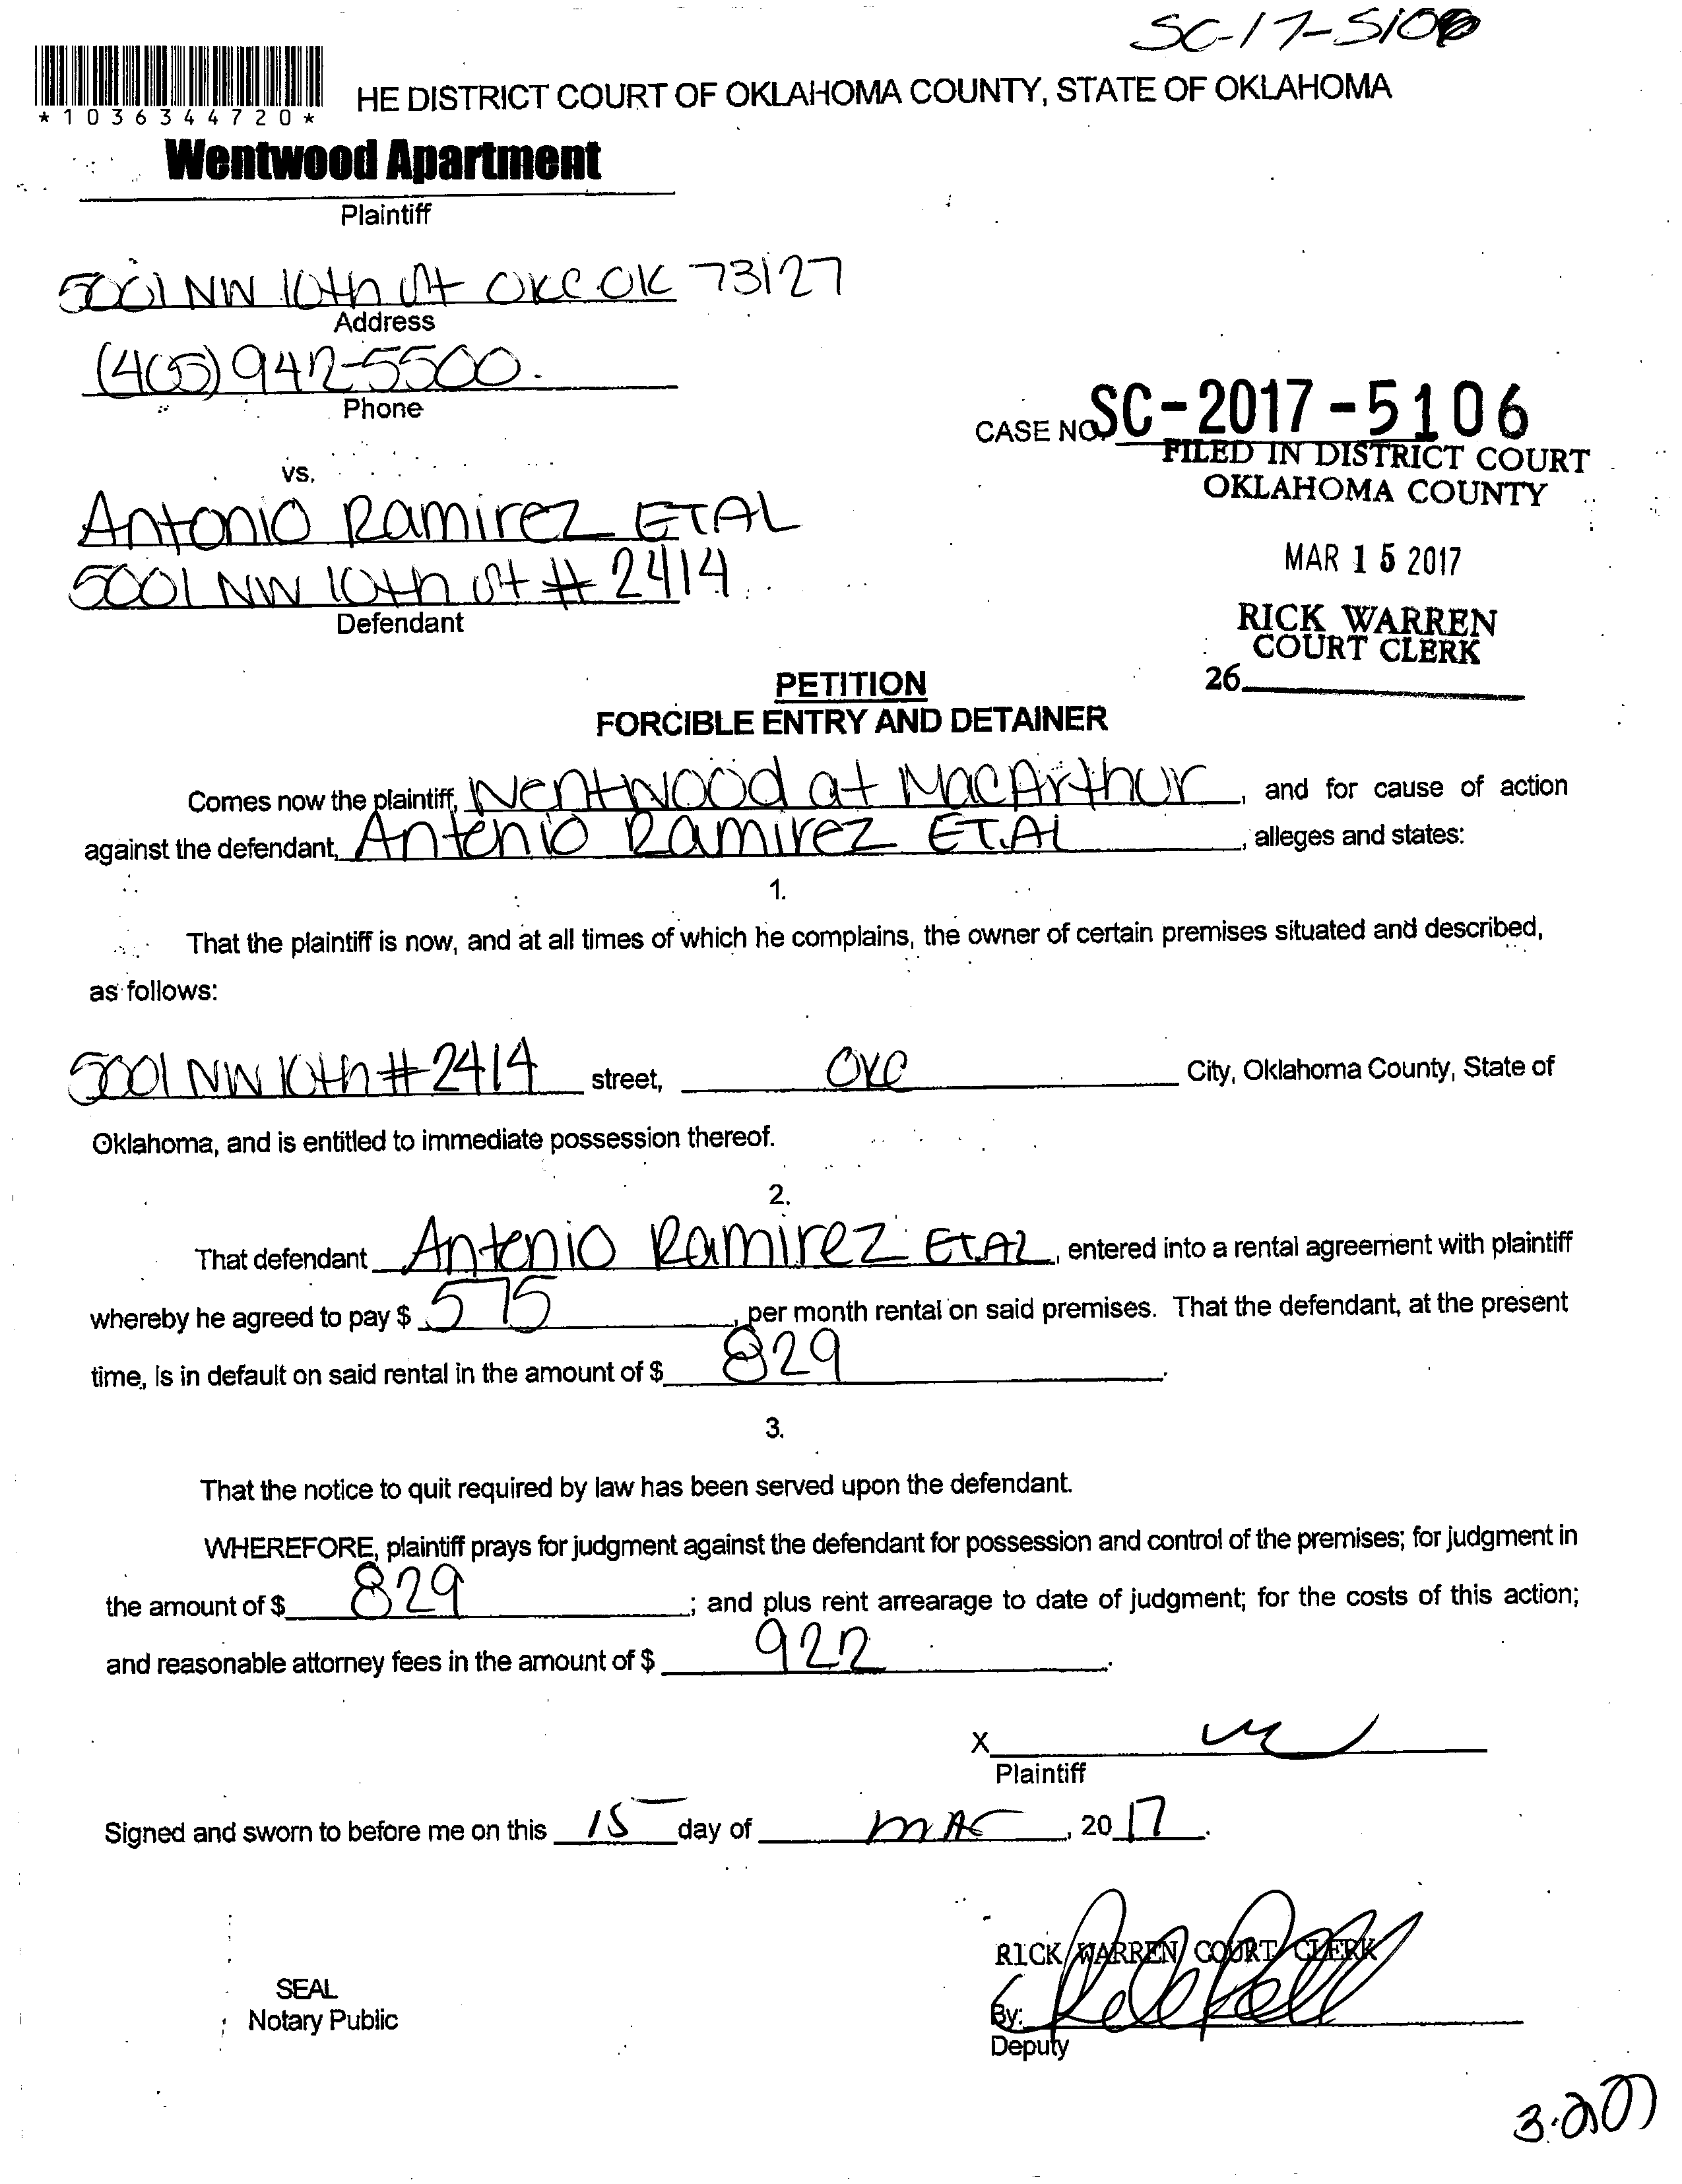 SC-17-5106
*1036344720*
HE DISTRICT COURT OF OKLAHOMA COUNTY, STATE OF OKLAHOMA
Wentwood Apartment
Plaintiff
5001 NW 10th St OKC OK 73127
Address
(405) 942-5500.
Phone
CASE NO. SC-2017-5106
FILED IN DISTRICT COURT
OKLAHOMA COUNTY
vs.
Antonio Ramirez ETAL
MAR 15 2017
5001 NW 10th St # 2414
Defendant
RICK WARREN
COURT CLERK
26
PETITION
FORCIBLE ENTRY AND DETAINER
Comes now the plaintiff, Wentwood at MacArthur, and for cause of action
against the defendant, Antonio Ramirez ET.Al, alleges and states:
1.
That the plaintiff is now, and at all times of which he complains, the owner of certain premises situated and described,
as follows:
5001 NW 10th # 2414 street, OKC City, Oklahoma County, State of
Oklahoma, and is entitled to immediate possession thereof.
2.
That defendant Antonio Ramirez ETAL, entered into a rental agreement with plaintiff
whereby he agreed to pay $ 575, per month rental on said premises. That the defendant, at the present
time, is in default on said rental in the amount of $ 829.
3.
That the notice to quit required by law has been served upon the defendant.
WHEREFORE, plaintiff prays for judgment against the defendant for possession and control of the premises; for judgment in
the amount of $ 829; and plus rent arrearage to date of judgment; for the costs of this action;
and reasonable attorney fees in the amount of $ 922.
X
Plaintiff
Signed and sworn to before me on this 15 day of MAR, 2017.
RICK WARREN COURT CLERK
SEAL
Notary Public
By:
Deputy